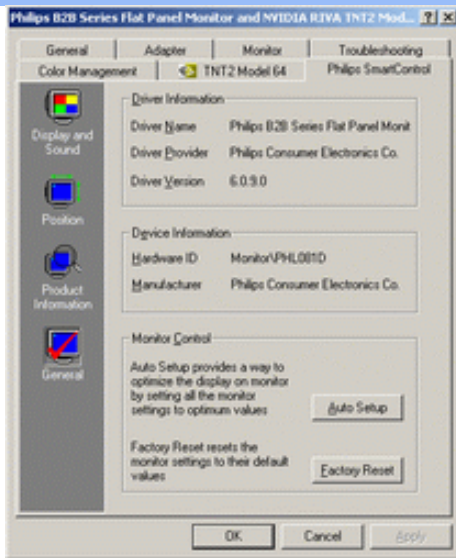 Philips B2B Series Flat Panel Monitor and NVIDIA RIVA TNT2 Mod... ? X
General Adapter Monitor Troubleshooting
Color Management TNT2 Model 64 Philips SmartControl
Display and
Sound
Position
Product
Information
General
Driver Information
Driver Name Philips B2B Series Flat Panel Monit
Driver Provider Philips Consumer Electronics Co.
Driver Version 6.0.9.0
Device Information
Hardware ID Monitor\PHL081D
Manufacturer Philips Consumer Electronics Co.
Monitor Control
Auto Setup provides a way to
optimize the display on monitor
by setting all the monitor
settings to optimum values
Auto Setup
Factory Reset resets the
monitor settings to their default
values
Factory Reset
OK Cancel Apply